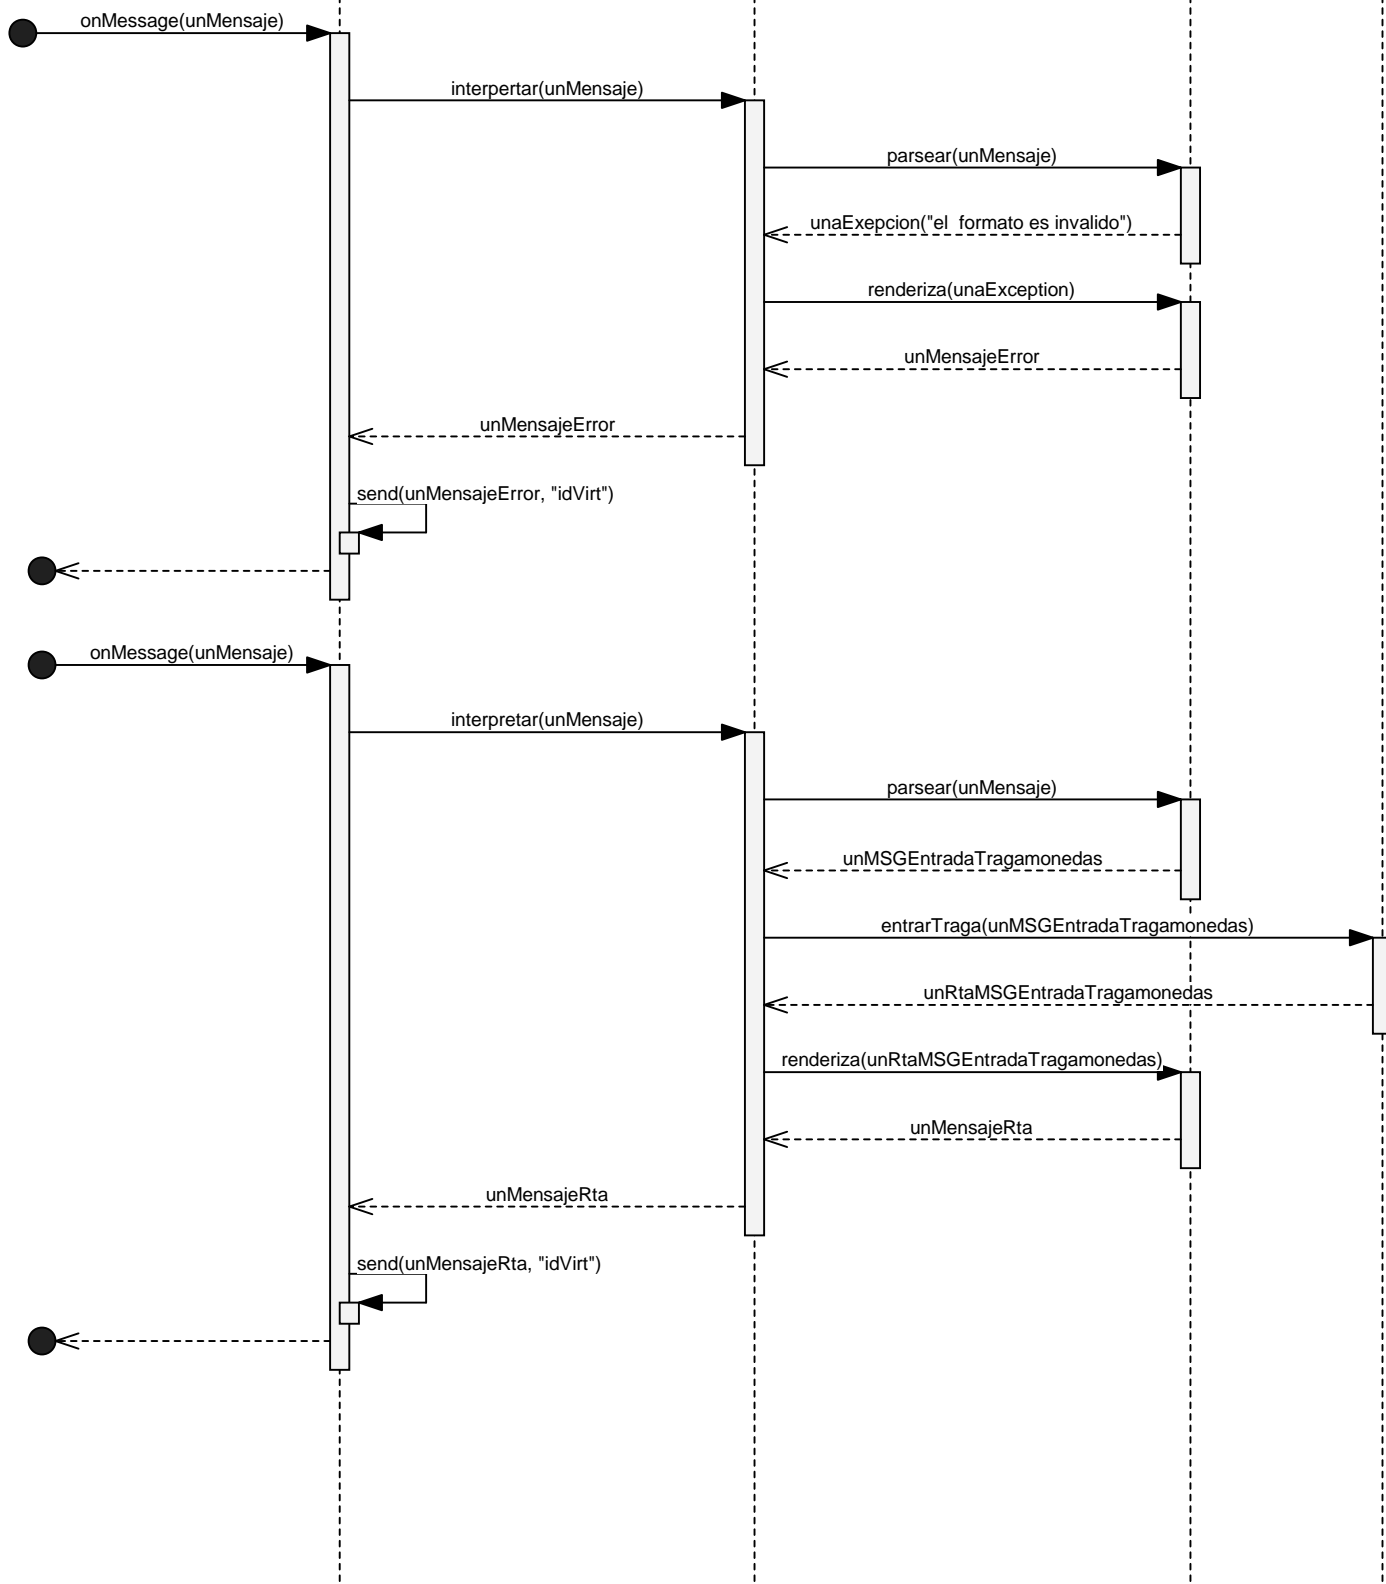 onMessage(unMensaje)
interpertar(unMensaje)
parsear(unMensaje)
unaExepcion("el  formato es invalido")
renderiza(unaException)
unMensajeError
unMensajeError
send(unMensajeError, "idVirt")
onMessage(unMensaje)
interpretar(unMensaje)
parsear(unMensaje)
unMSGEntradaTragamonedas
entrarTraga(unMSGEntradaTragamonedas)
unRtaMSGEntradaTragamonedas
renderiza(unRtaMSGEntradaTragamonedas)
unMensajeRta
unMensajeRta
send(unMensajeRta, "idVirt")